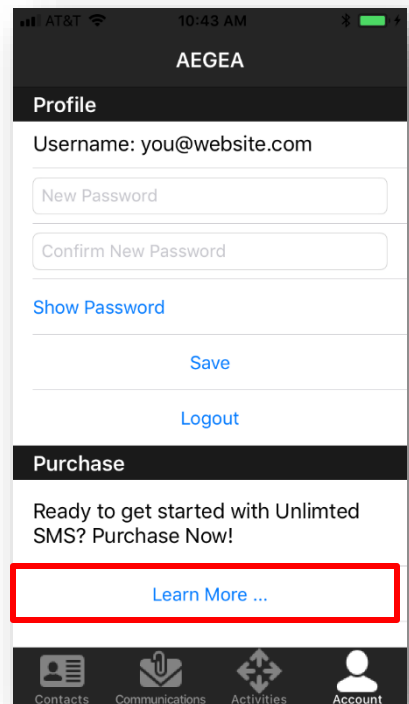 AT&T 10:43 AM
AEGEA
Profile
Username: you@website.com
New Password
Confirm New Password
Show Password
Save
Logout
Purchase
Ready to get started with Unlimted
SMS? Purchase Now!
Learn More ...
Contacts Communications Activities Account